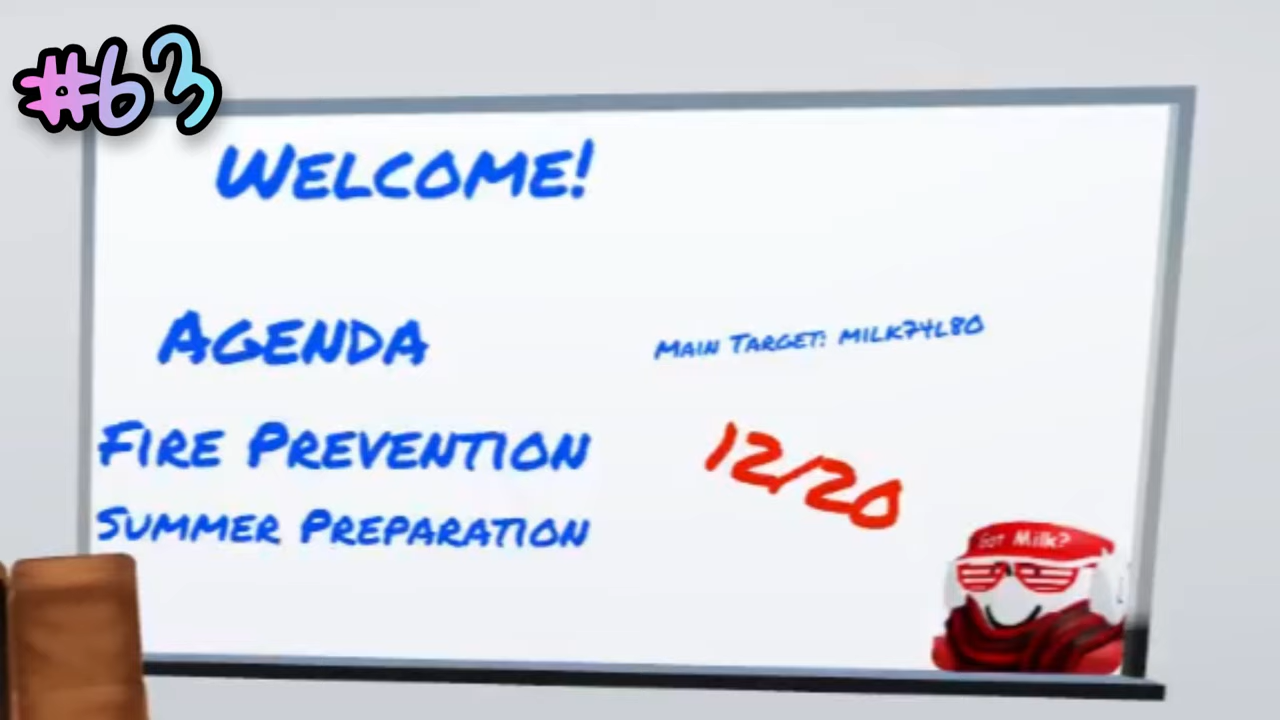 #63
WELCOME!
AGENDA
MAIN TARGET: MILK74L80
FIRE PREVENTION
12/20
SUMMER PREPARATION
Got Milk?